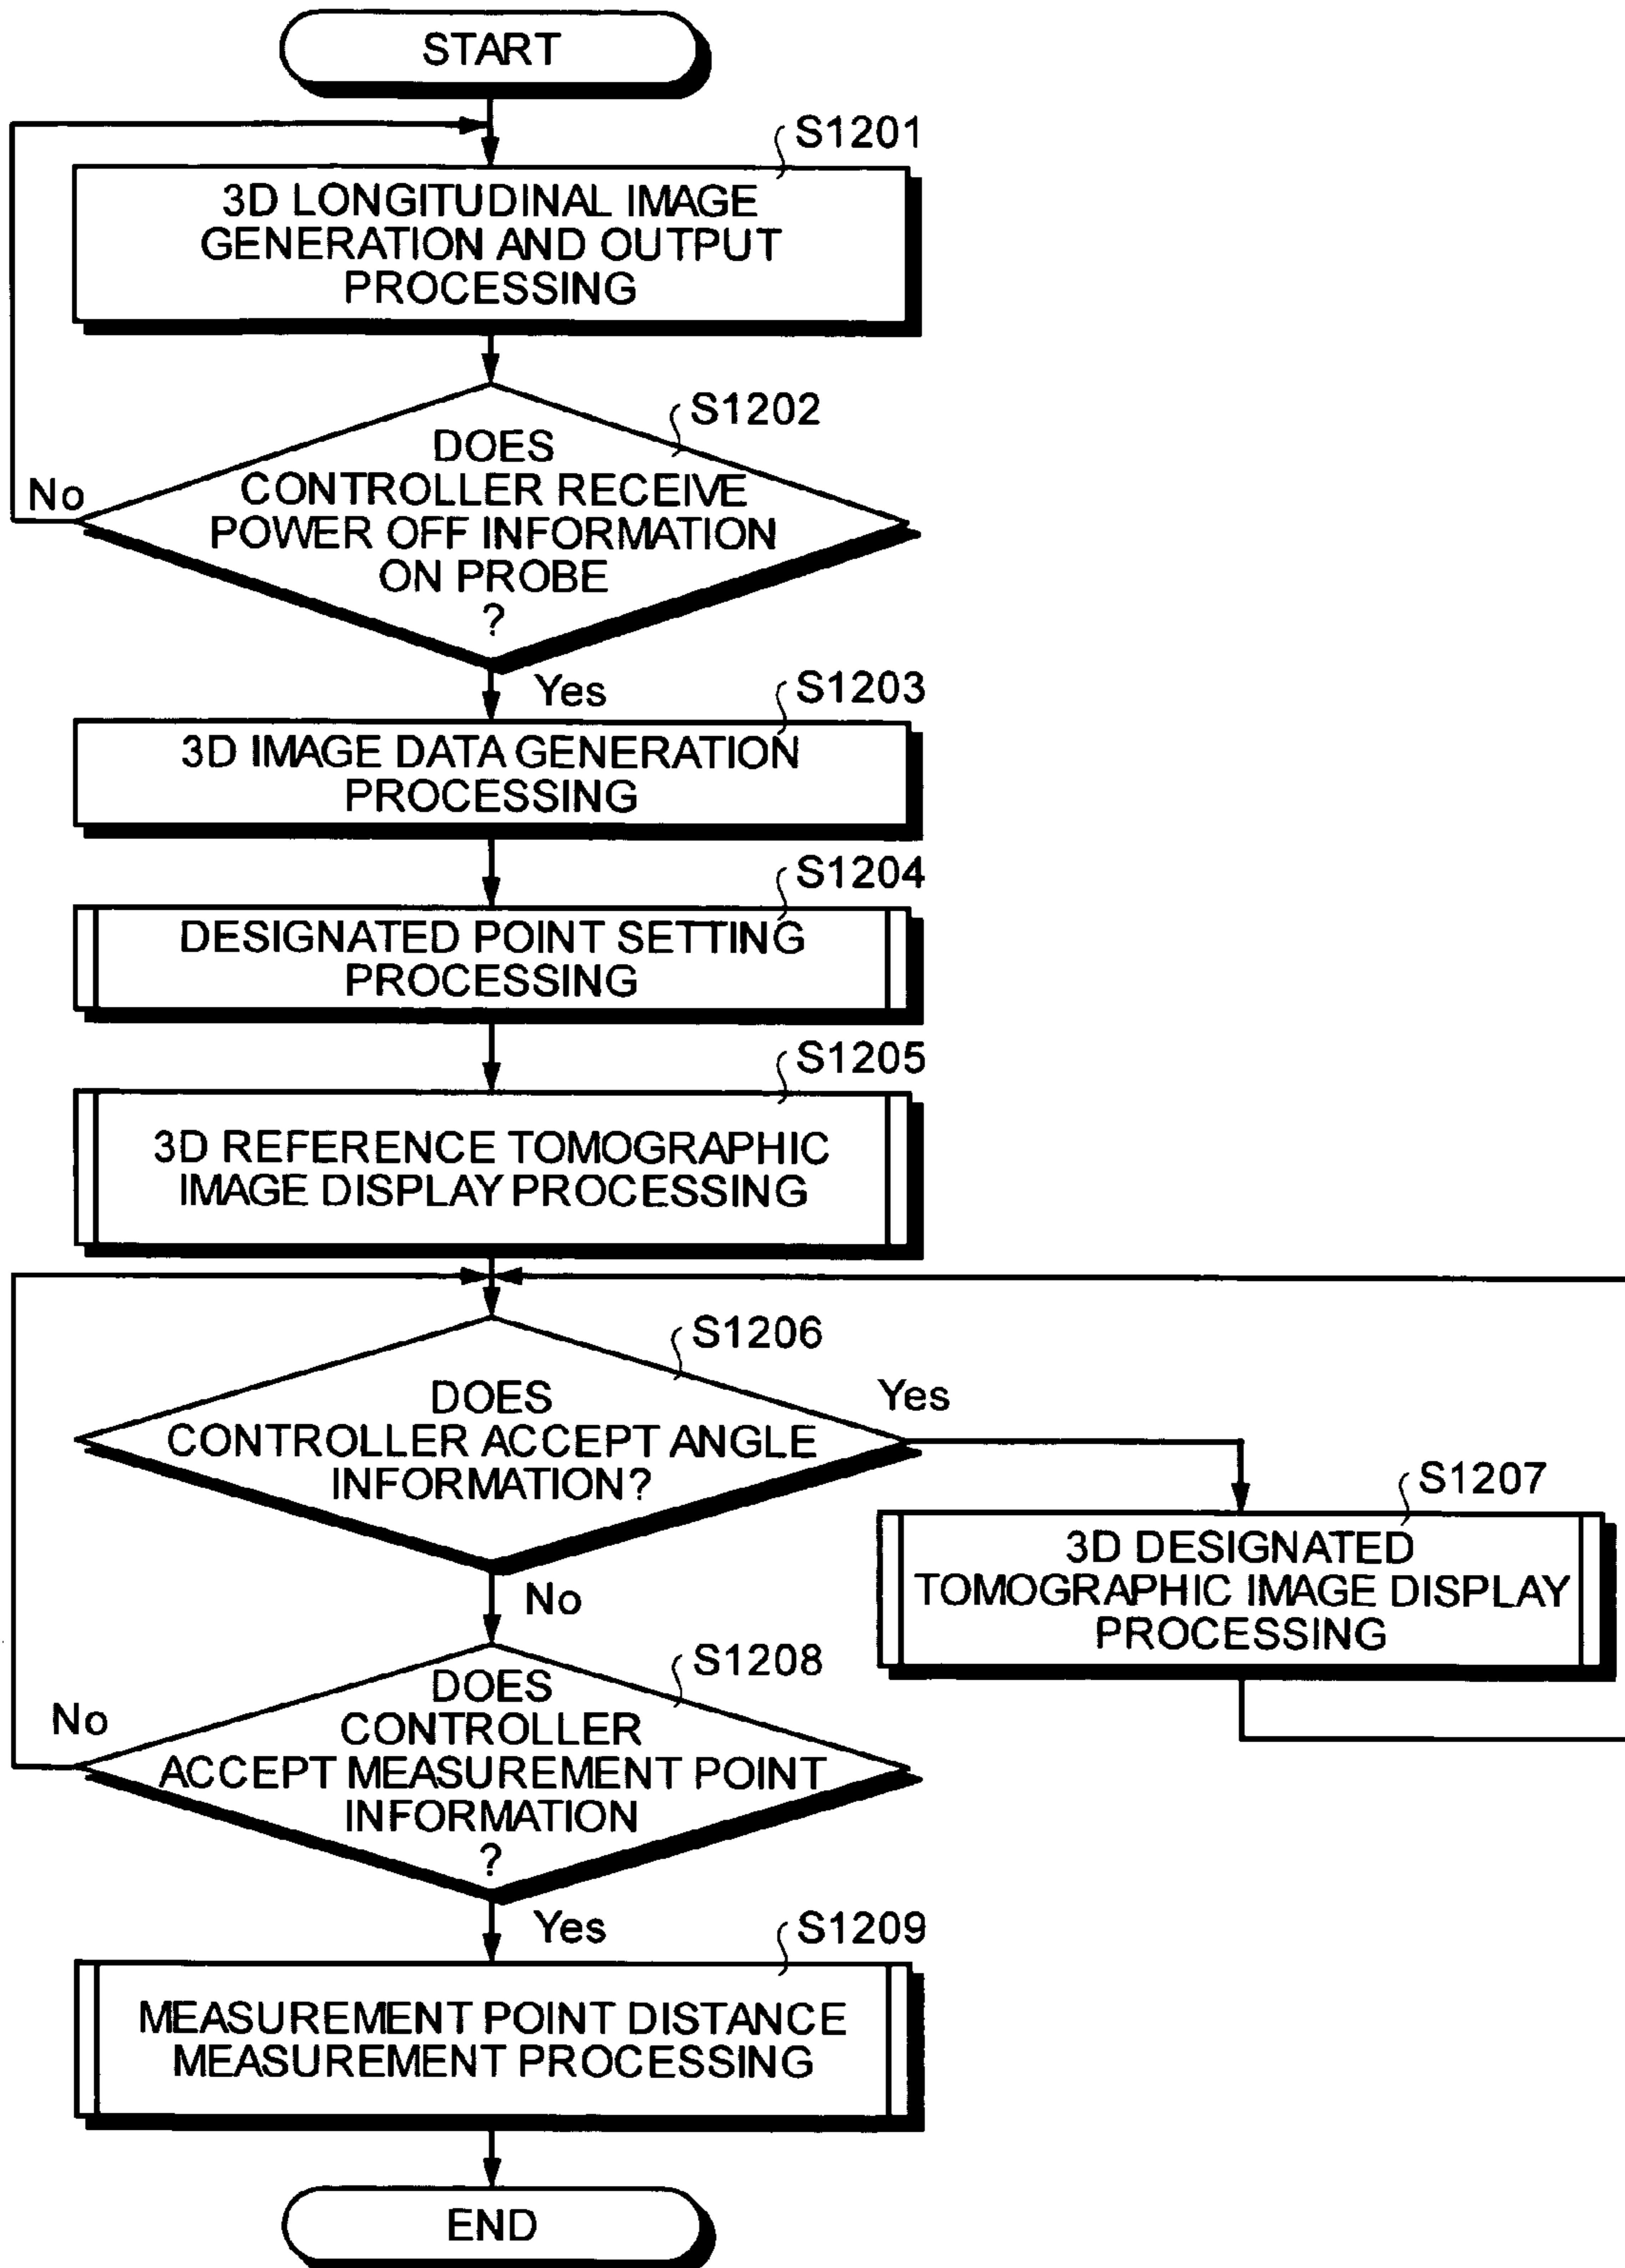 START
S1201
3D LONGITUDINAL IMAGE
GENERATION AND OUTPUT
PROCESSING
S1202
DOES
CONTROLLER RECEIVE
POWER OFF INFORMATION
ON PROBE
?
No
Yes
S1203
3D IMAGE DATA GENERATION
PROCESSING
S1204
DESIGNATED POINT SETTING
PROCESSING
S1205
3D REFERENCE TOMOGRAPHIC
IMAGE DISPLAY PROCESSING
S1206
DOES
CONTROLLER ACCEPT ANGLE
INFORMATION?
Yes
S1207
3D DESIGNATED
TOMOGRAPHIC IMAGE DISPLAY
PROCESSING
No
S1208
DOES
CONTROLLER
ACCEPT MEASUREMENT POINT
INFORMATION
?
No
Yes
S1209
MEASUREMENT POINT DISTANCE
MEASUREMENT PROCESSING
END